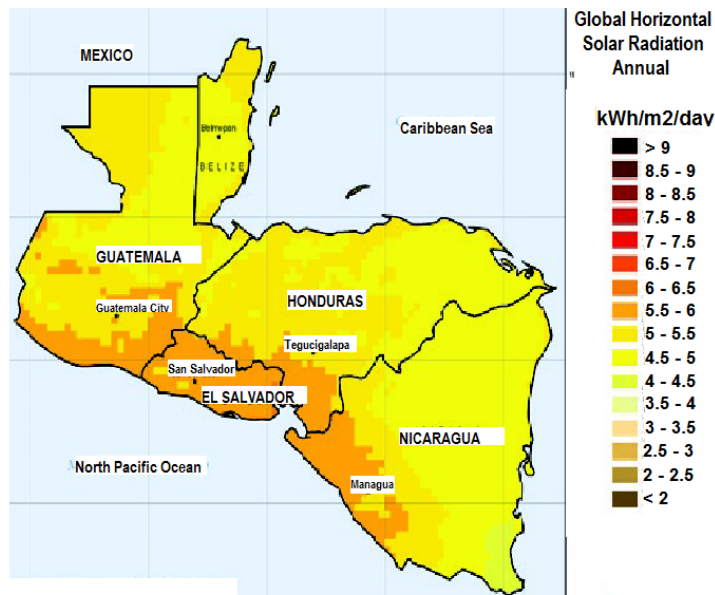 Global Horizontal
Solar Radiation
Annual
MEXICO
kWh/m2/day
Caribbean Sea
Belmopan
BELIZE
> 9
8.5 - 9
8 - 8.5
7.5 - 8
7 - 7.5
6.5 - 7
6 - 6.5
5.5 - 6
5 - 5.5
4.5 - 5
4 - 4.5
3.5 - 4
3 - 3.5
2.5 - 3
2 - 2.5
< 2
GUATEMALA
HONDURAS
Guatemala City
Tegucigalapa
San Salvador
EL SALVADOR
NICARAGUA
North Pacific Ocean
Managua